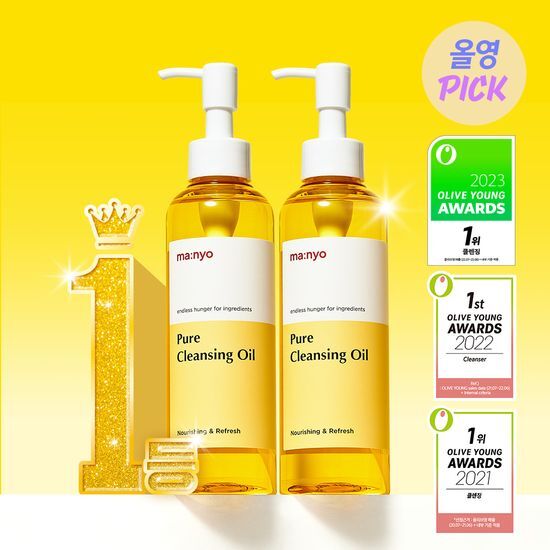 올영
PICK
2023
OLIVE YOUNG
AWARDS
1위
클렌징
1st
OLIVE YOUNG
AWARDS
2022
Cleanser
1위
OLIVE YOUNG
AWARDS
2021
클렌징
1등
ma:nyo
endless hunger for ingredients
Pure
Cleansing Oil
Nourishing & Refresh
ma:nyo
endless hunger for ingredients
Pure
Cleansing Oil
Nourishing & Refresh